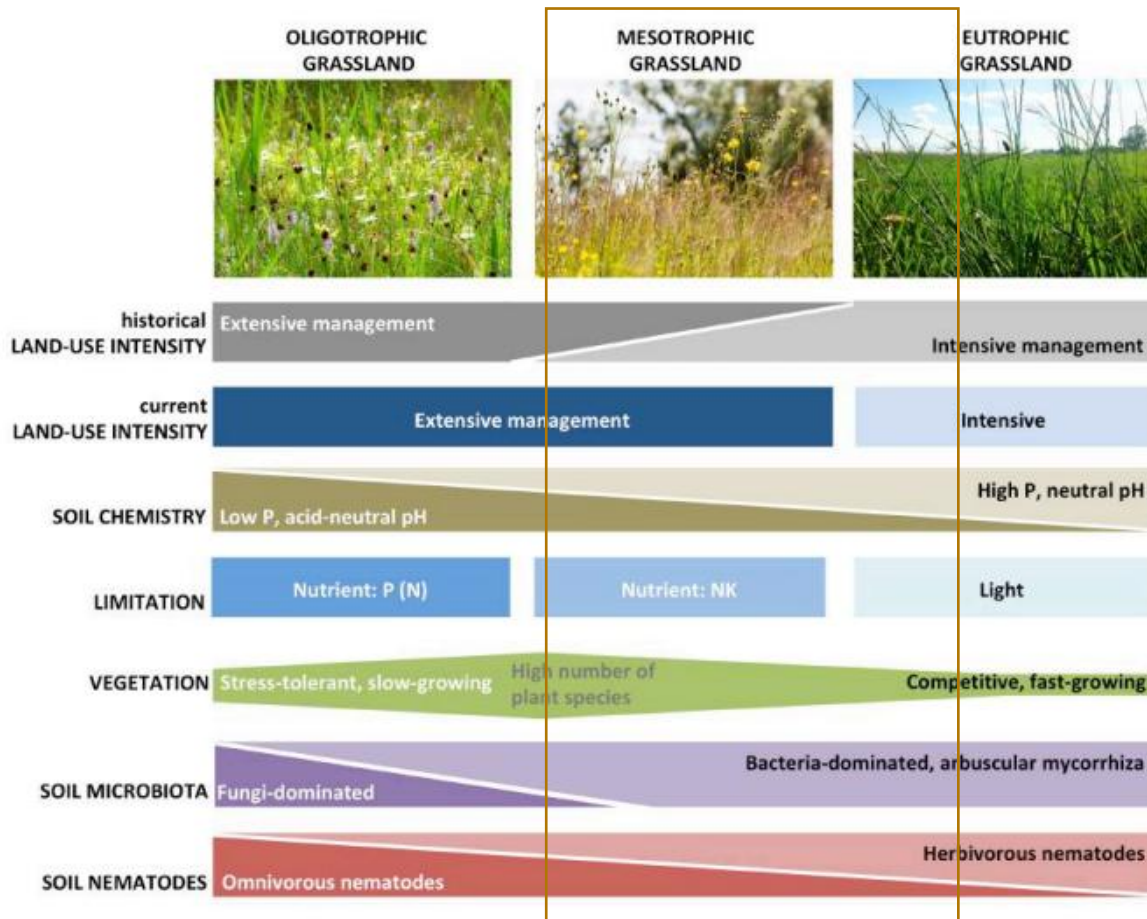 OLIGOTROPHIC
GRASSLAND
MESOTROPHIC
GRASSLAND
EUTROPHIC
GRASSLAND
historical
LAND-USE INTENSITY
Extensive management
Intensive management
current
LAND-USE INTENSITY
Extensive management
Intensive
SOIL CHEMISTRY
Low P, acid-neutral pH
High P, neutral pH
LIMITATION
Nutrient: P (N)
Nutrient: NK
Light
VEGETATION
Stress-tolerant, slow-growing
High number of
plant species
Competitive, fast-growing
SOIL MICROBIOTA
Fungi-dominated
Bacteria-dominated, arbuscular mycorrhiza
SOIL NEMATODES
Omnivorous nematodes
Herbivorous nematodes